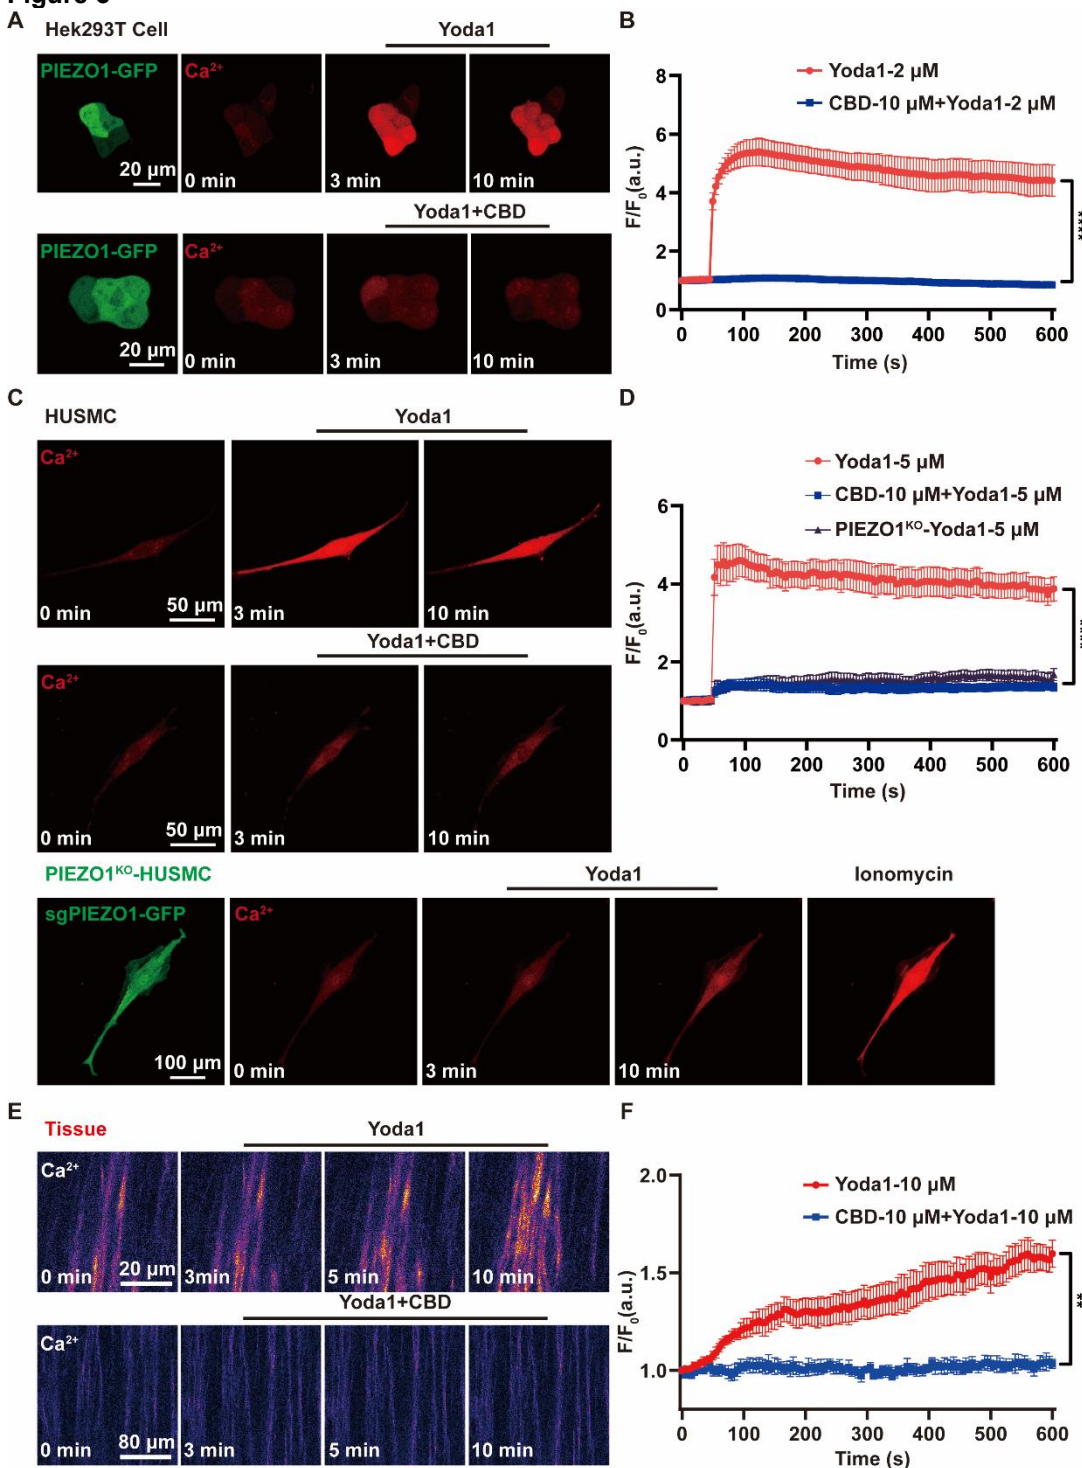 A
Hek293T Cell
Yoda1
PIEZO1-GFP
Ca²⁺
20 µm
0 min
3 min
10 min
Yoda1+CBD
PIEZO1-GFP
Ca²⁺
20 µm
0 min
3 min
10 min
B
Yoda1-2 µM
CBD-10 µM+Yoda1-2 µM
F/F₀(a.u.)
8
6
4
2
0
0 100 200 300 400 500 600
Time (s)
****
C
HUSMC
Yoda1
Ca²⁺
0 min
50 µm
3 min
10 min
Yoda1+CBD
Ca²⁺
0 min
50 µm
3 min
10 min
PIEZO1ᴷᴼ-HUSMC
Yoda1
Ionomycin
sgPIEZO1-GFP
Ca²⁺
100 µm
0 min
3 min
10 min
D
Yoda1-5 µM
CBD-10 µM+Yoda1-5 µM
PIEZO1ᴷᴼ-Yoda1-5 µM
F/F₀(a.u.)
6
4
2
0
0 100 200 300 400 500 600
Time (s)
****
E
Tissue
Yoda1
Ca²⁺
0 min
20 µm
3min
5 min
10 min
Yoda1+CBD
Ca²⁺
0 min
80 µm
3 min
5 min
10 min
F
Yoda1-10 µM
CBD-10 µM+Yoda1-10 µM
F/F₀(a.u.)
2.0
1.5
1.0
0 100 200 300 400 500 600
Time (s)
**